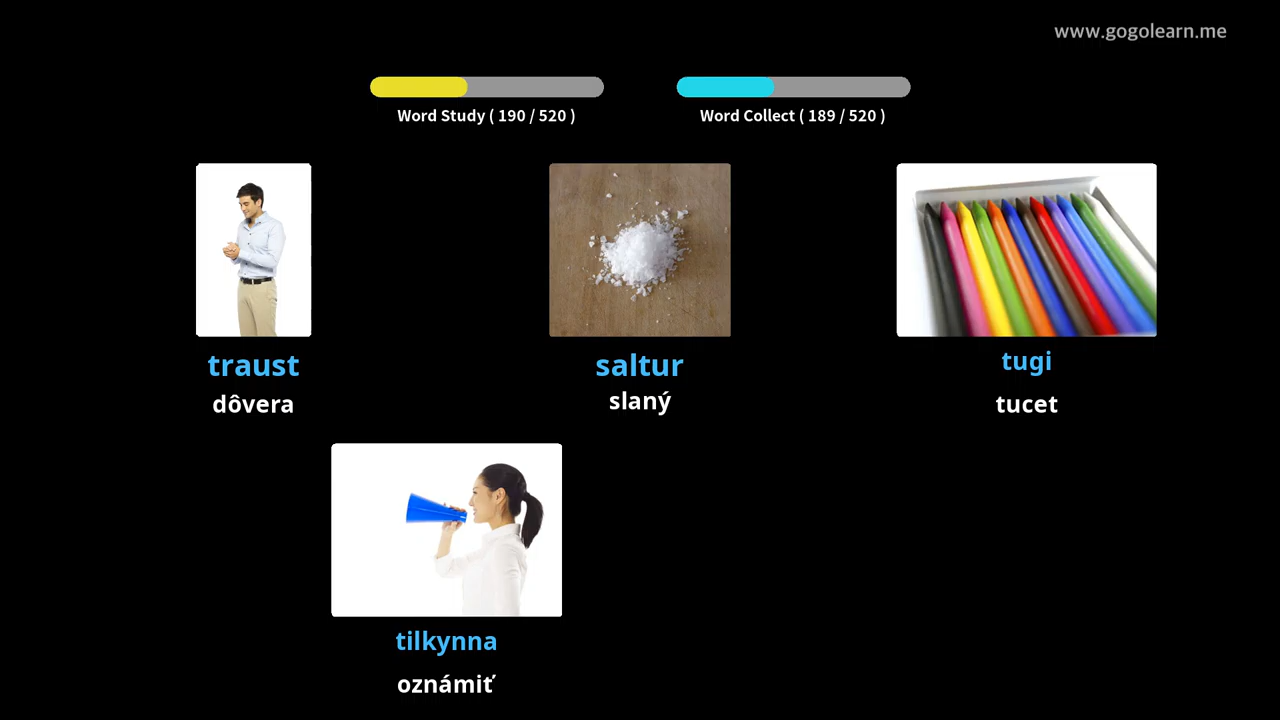 www.gogolearn.me
Word Study ( 190 / 520 )
Word Collect ( 189 / 520 )
traust
dôvera
saltur
slaný
tugi
tucet
tilkynna
oznámiť